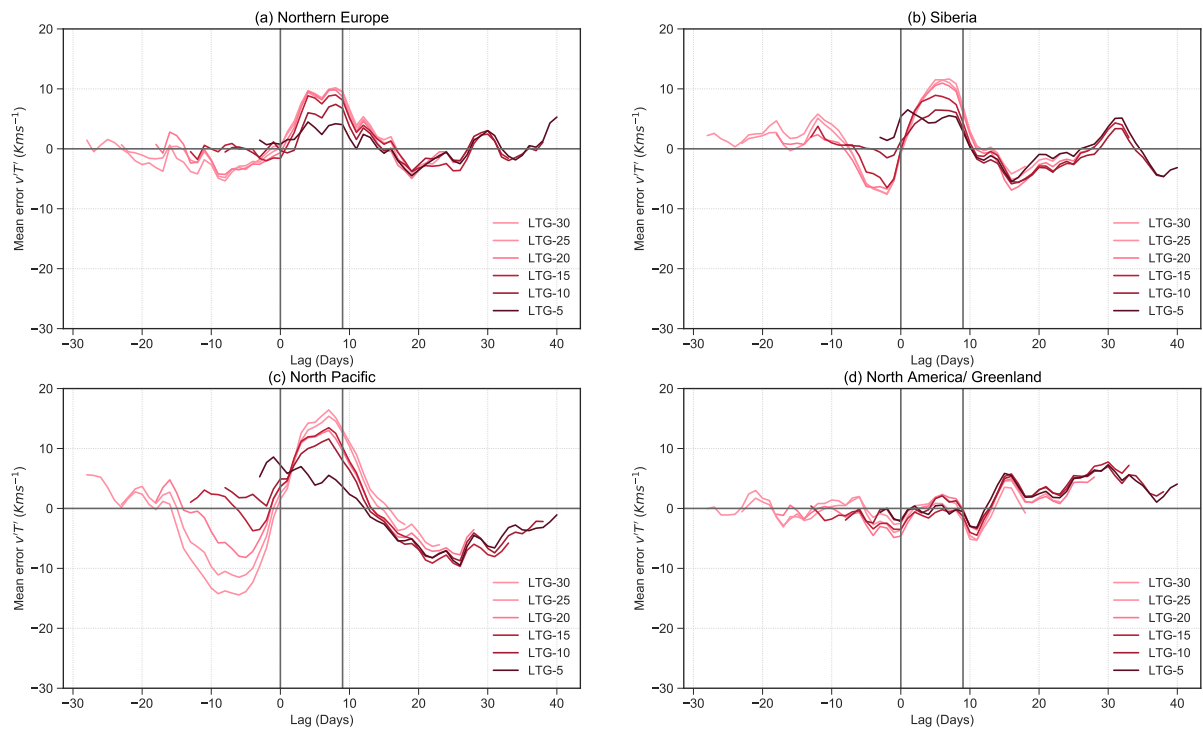 (a) Northern Europe
20
10
0
−10
−20
−30
Mean error v'T' (Kms⁻¹)
LTG-30
LTG-25
LTG-20
LTG-15
LTG-10
LTG-5
−30 −20 −10 0 10 20 30 40
Lag (Days)
(b) Siberia
20
10
0
−10
−20
−30
Mean error v'T' (Kms⁻¹)
LTG-30
LTG-25
LTG-20
LTG-15
LTG-10
LTG-5
−30 −20 −10 0 10 20 30 40
Lag (Days)
(c) North Pacific
20
10
0
−10
−20
−30
Mean error v'T' (Kms⁻¹)
LTG-30
LTG-25
LTG-20
LTG-15
LTG-10
LTG-5
−30 −20 −10 0 10 20 30 40
Lag (Days)
(d) North America/ Greenland
20
10
0
−10
−20
−30
Mean error v'T' (Kms⁻¹)
LTG-30
LTG-25
LTG-20
LTG-15
LTG-10
LTG-5
−30 −20 −10 0 10 20 30 40
Lag (Days)